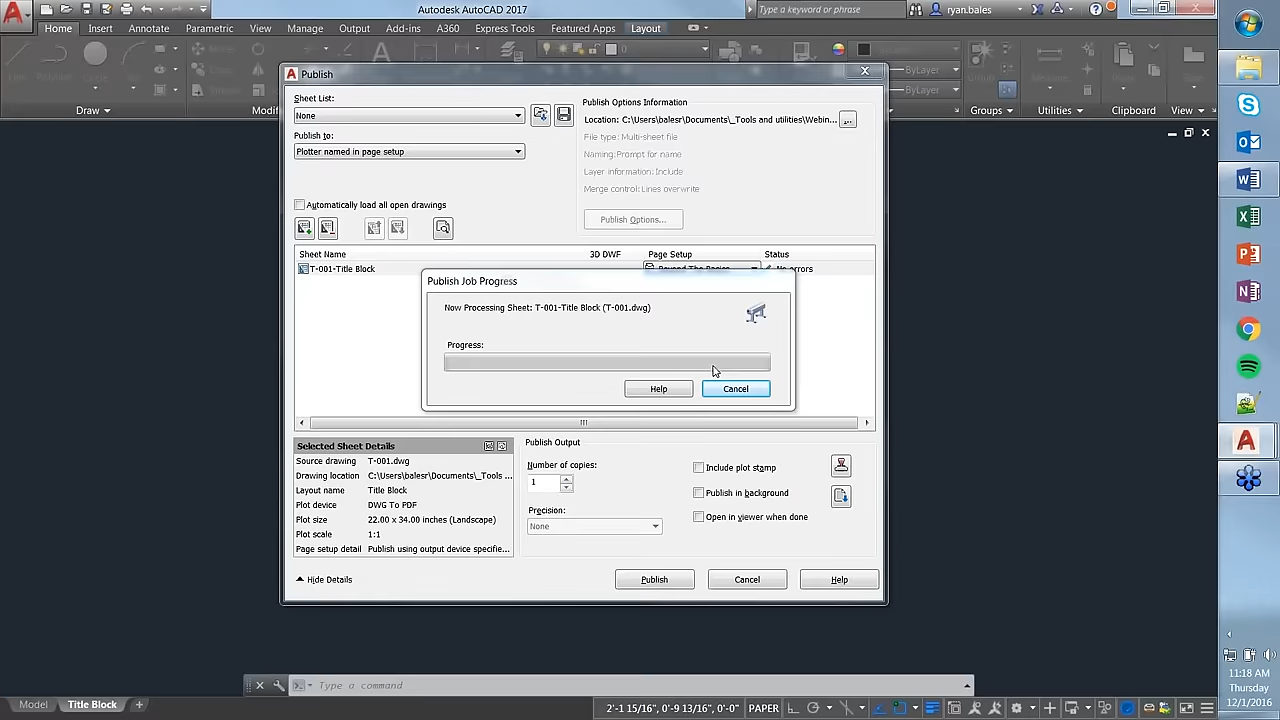 Autodesk AutoCAD 2017
Type a keyword or phrase
ryan.bales
Home Insert Annotate Parametric View Manage Output Add-ins A360 Express Tools Featured Apps Layout
0
ByLayer
ByLayer
Draw
Groups
Utilities
Clipboard
View
Publish
Sheet List:
None
Publish to:
Plotter named in page setup
Automatically load all open drawings
Publish Options Information
Location: C:\Users\balesr\Documents\_Tools and utilities\Webin...
File type: Multi-sheet file
Naming: Prompt for name
Layer information: Include
Merge control: Lines overwrite
Publish Options...
Sheet Name 3D DWF Page Setup Status
T-001-Title Block
Publish Job Progress
Now Processing Sheet: T-001-Title Block (T-001.dwg)
Progress:
Help Cancel
Selected Sheet Details
Source drawing T-001.dwg
Drawing location C:\Users\balesr\Documents\_Tools ...
Layout name Title Block
Plot device DWG To PDF
Plot size 22.00 x 34.00 inches (Landscape)
Plot scale 1:1
Page setup detail Publish using output device specifie...
Hide Details
Publish Output
Number of copies:
1
Precision:
None
Include plot stamp
Publish in background
Open in viewer when done
Publish Cancel Help
Type a command
Model Title Block
2'-1 15/16", 0'-9 13/16", 0'-0" PAPER
11:18 AM
Thursday
12/1/2016